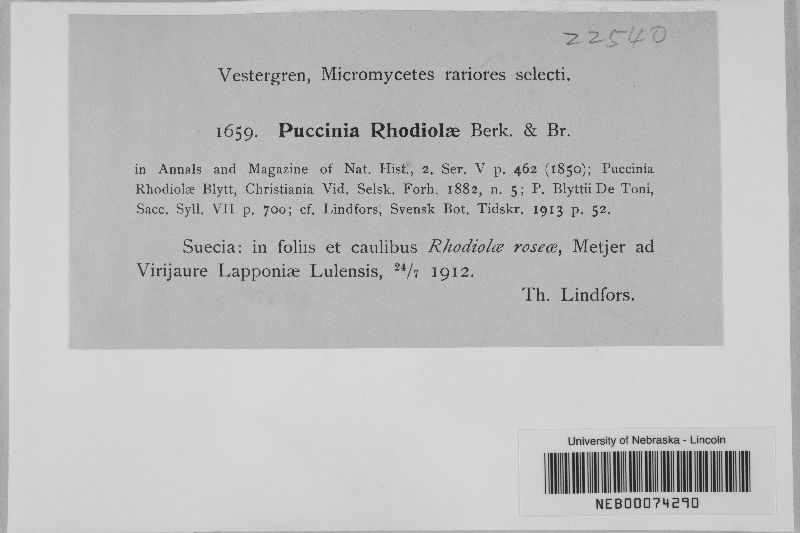 22540
Vestergren, Micromycetes rariores selecti.
1659. Puccinia Rhodiolæ Berk. & Br.
in Annals and Magazine of Nat. Hist., 2. Ser. V p. 462 (1850); Puccinia
Rhodiolæ Blytt, Christiania Vid. Selsk. Forh. 1882, n. 5; P. Blyttii De Toni,
Sacc. Syll. VII p. 700; cf. Lindfors, Svensk Bot. Tidskr. 1913 p. 52.
Suecia: in foliis et caulibus Rhodiolæ roseæ, Metjer ad
Virijaure Lapponiæ Lulensis, 24/7 1912.
Th. Lindfors.
University of Nebraska - Lincoln
NEB00074290